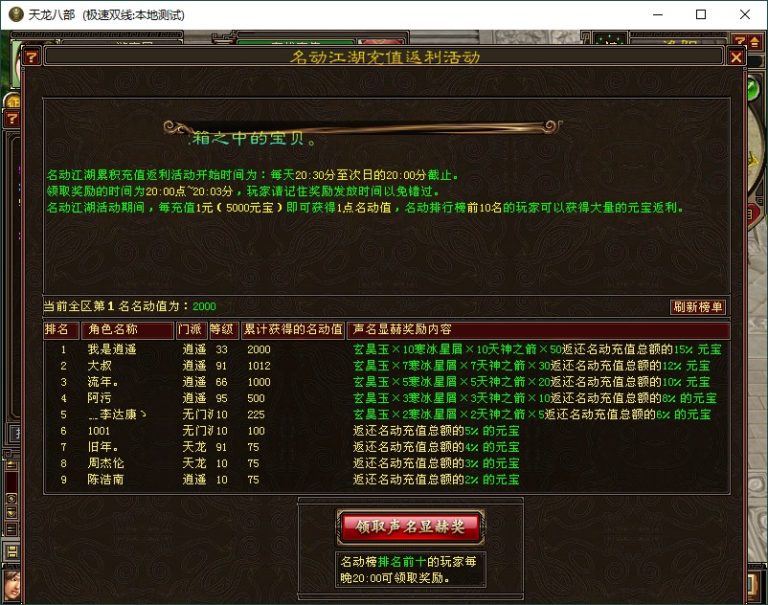 天龙八部 (极速双线:本地测试)
名动江湖充值返利活动
箱之中的宝贝。
名动江湖累积充值返利活动开始时间为：每天20:30分至次日的20:00分截止。
领取奖励的时间为20:00点~20:03分，玩家请记住奖励发放时间以免错过。
名动江湖活动期间，每充值1元（5000元宝）即可获得1点名动值，名动排行榜前10名的玩家可以获得大量的元宝返利。
当前全区第1 名名动值为：2000 刷新榜单
排名 角色名称 门派 等级 累计获得的名动值 声名显赫奖励内容
1 我是逍遥 逍遥 33 2000 玄昊玉×10寒冰星屑×10天神之箭×50返还名动充值总额的15% 元宝
2 大叔 逍遥 91 1012 玄昊玉×7寒冰星屑×7天神之箭×30返还名动充值总额的12% 元宝
3 流年。 逍遥 66 1000 玄昊玉×5寒冰星屑×5天神之箭×20返还名动充值总额的10% 元宝
4 阿污 逍遥 95 500 玄昊玉×3寒冰星屑×3天神之箭×10返还名动充值总额的8% 的元宝
5 __李达康ゝ 无门 10 225 玄昊玉×2寒冰星屑×2天神之箭×5返还名动充值总额的6% 的元宝
6 1001 无门 10 100 返还名动充值总额的5% 的元宝
7 旧年。 天龙 91 75 返还名动充值总额的4% 的元宝
8 周杰伦 天龙 10 75 返还名动充值总额的3% 的元宝
9 陈浩南 逍遥 10 75 返还名动充值总额的2% 的元宝
领取声名显赫奖
名动榜排名前十的玩家每
晚20:00可领取奖励。